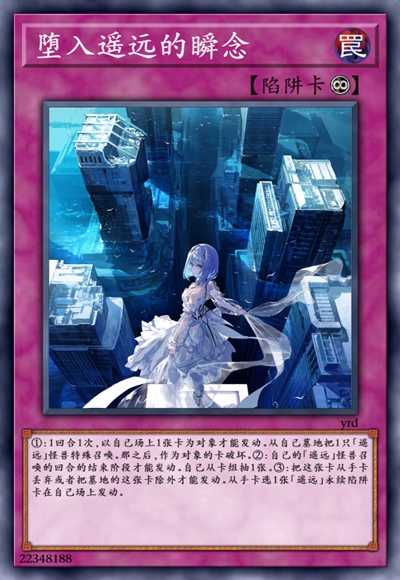 堕入遥远的瞬念
罠
【陷阱卡】
yrd
①:1回合1次,以自己场上1张卡为对象才能发动。从自己墓地把1只「遥
远」怪兽特殊召唤。那之后,作为对象的卡破坏。②:自己的「遥远」怪兽召
唤的回合的结束阶段才能发动。自己从卡组抽1张。③:把这张卡从手卡
丢弃或者把墓地的这张卡除外才能发动。从手卡选1张「遥远」永续陷阱
卡在自己场上发动。
22348188